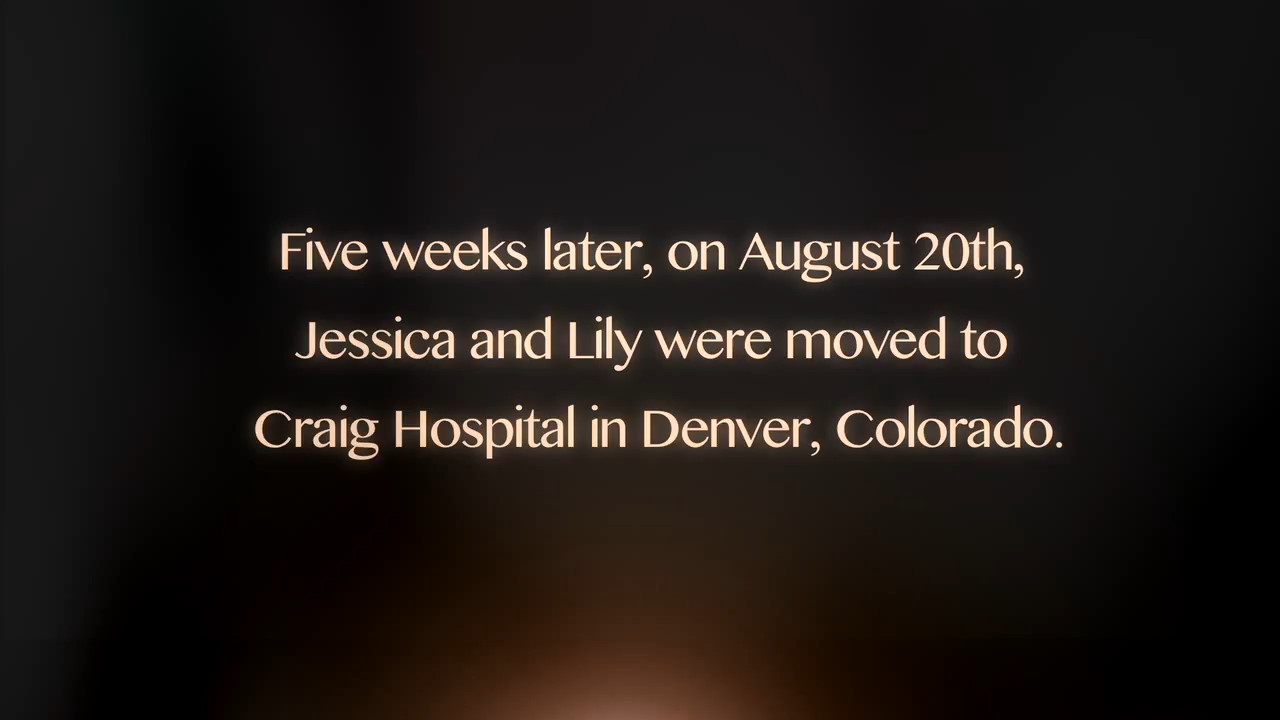 Five weeks later, on August 20th,
Jessica and Lily were moved to
Craig Hospital in Denver, Colorado.